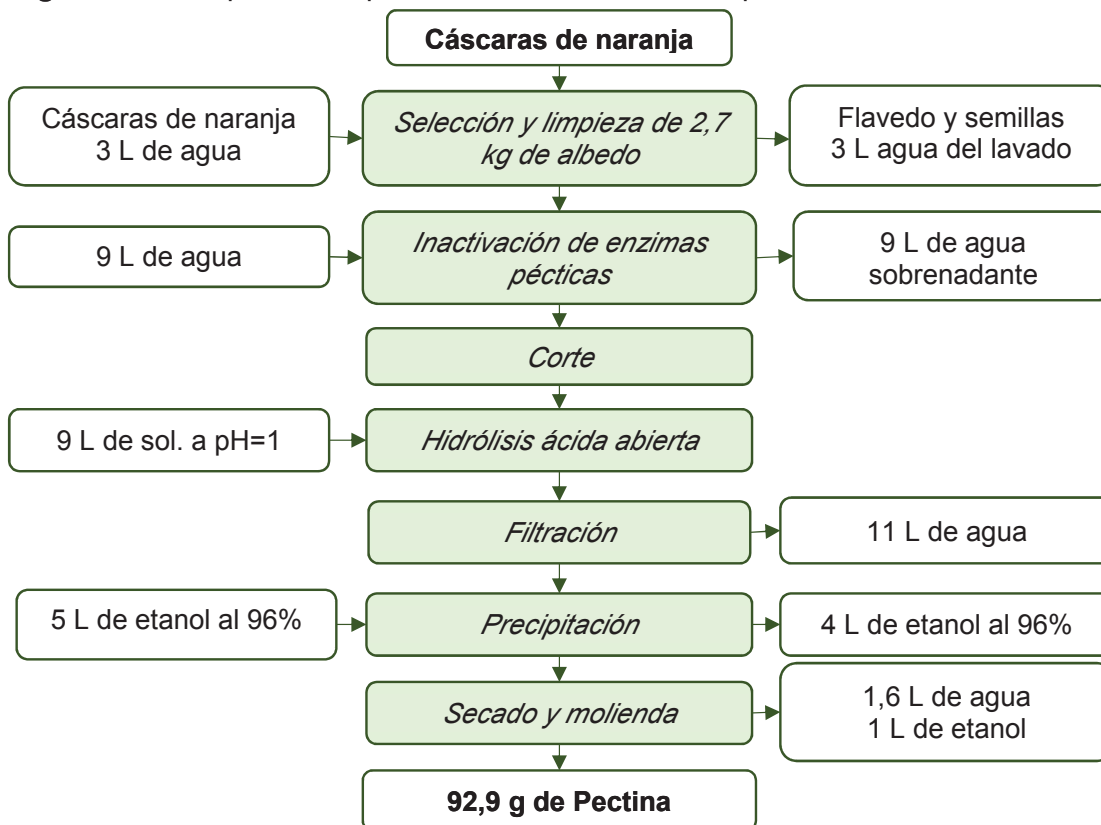 Cáscaras de naranja
Cáscaras de naranja
3 L de agua
Selección y limpieza de 2,7
kg de albedo
Flavedo y semillas
3 L agua del lavado
9 L de agua
Inactivación de enzimas
pécticas
9 L de agua
sobrenadante
Corte
9 L de sol. a pH=1
Hidrólisis ácida abierta
Filtración
11 L de agua
5 L de etanol al 96%
Precipitación
4 L de etanol al 96%
Secado y molienda
1,6 L de agua
1 L de etanol
92,9 g de Pectina